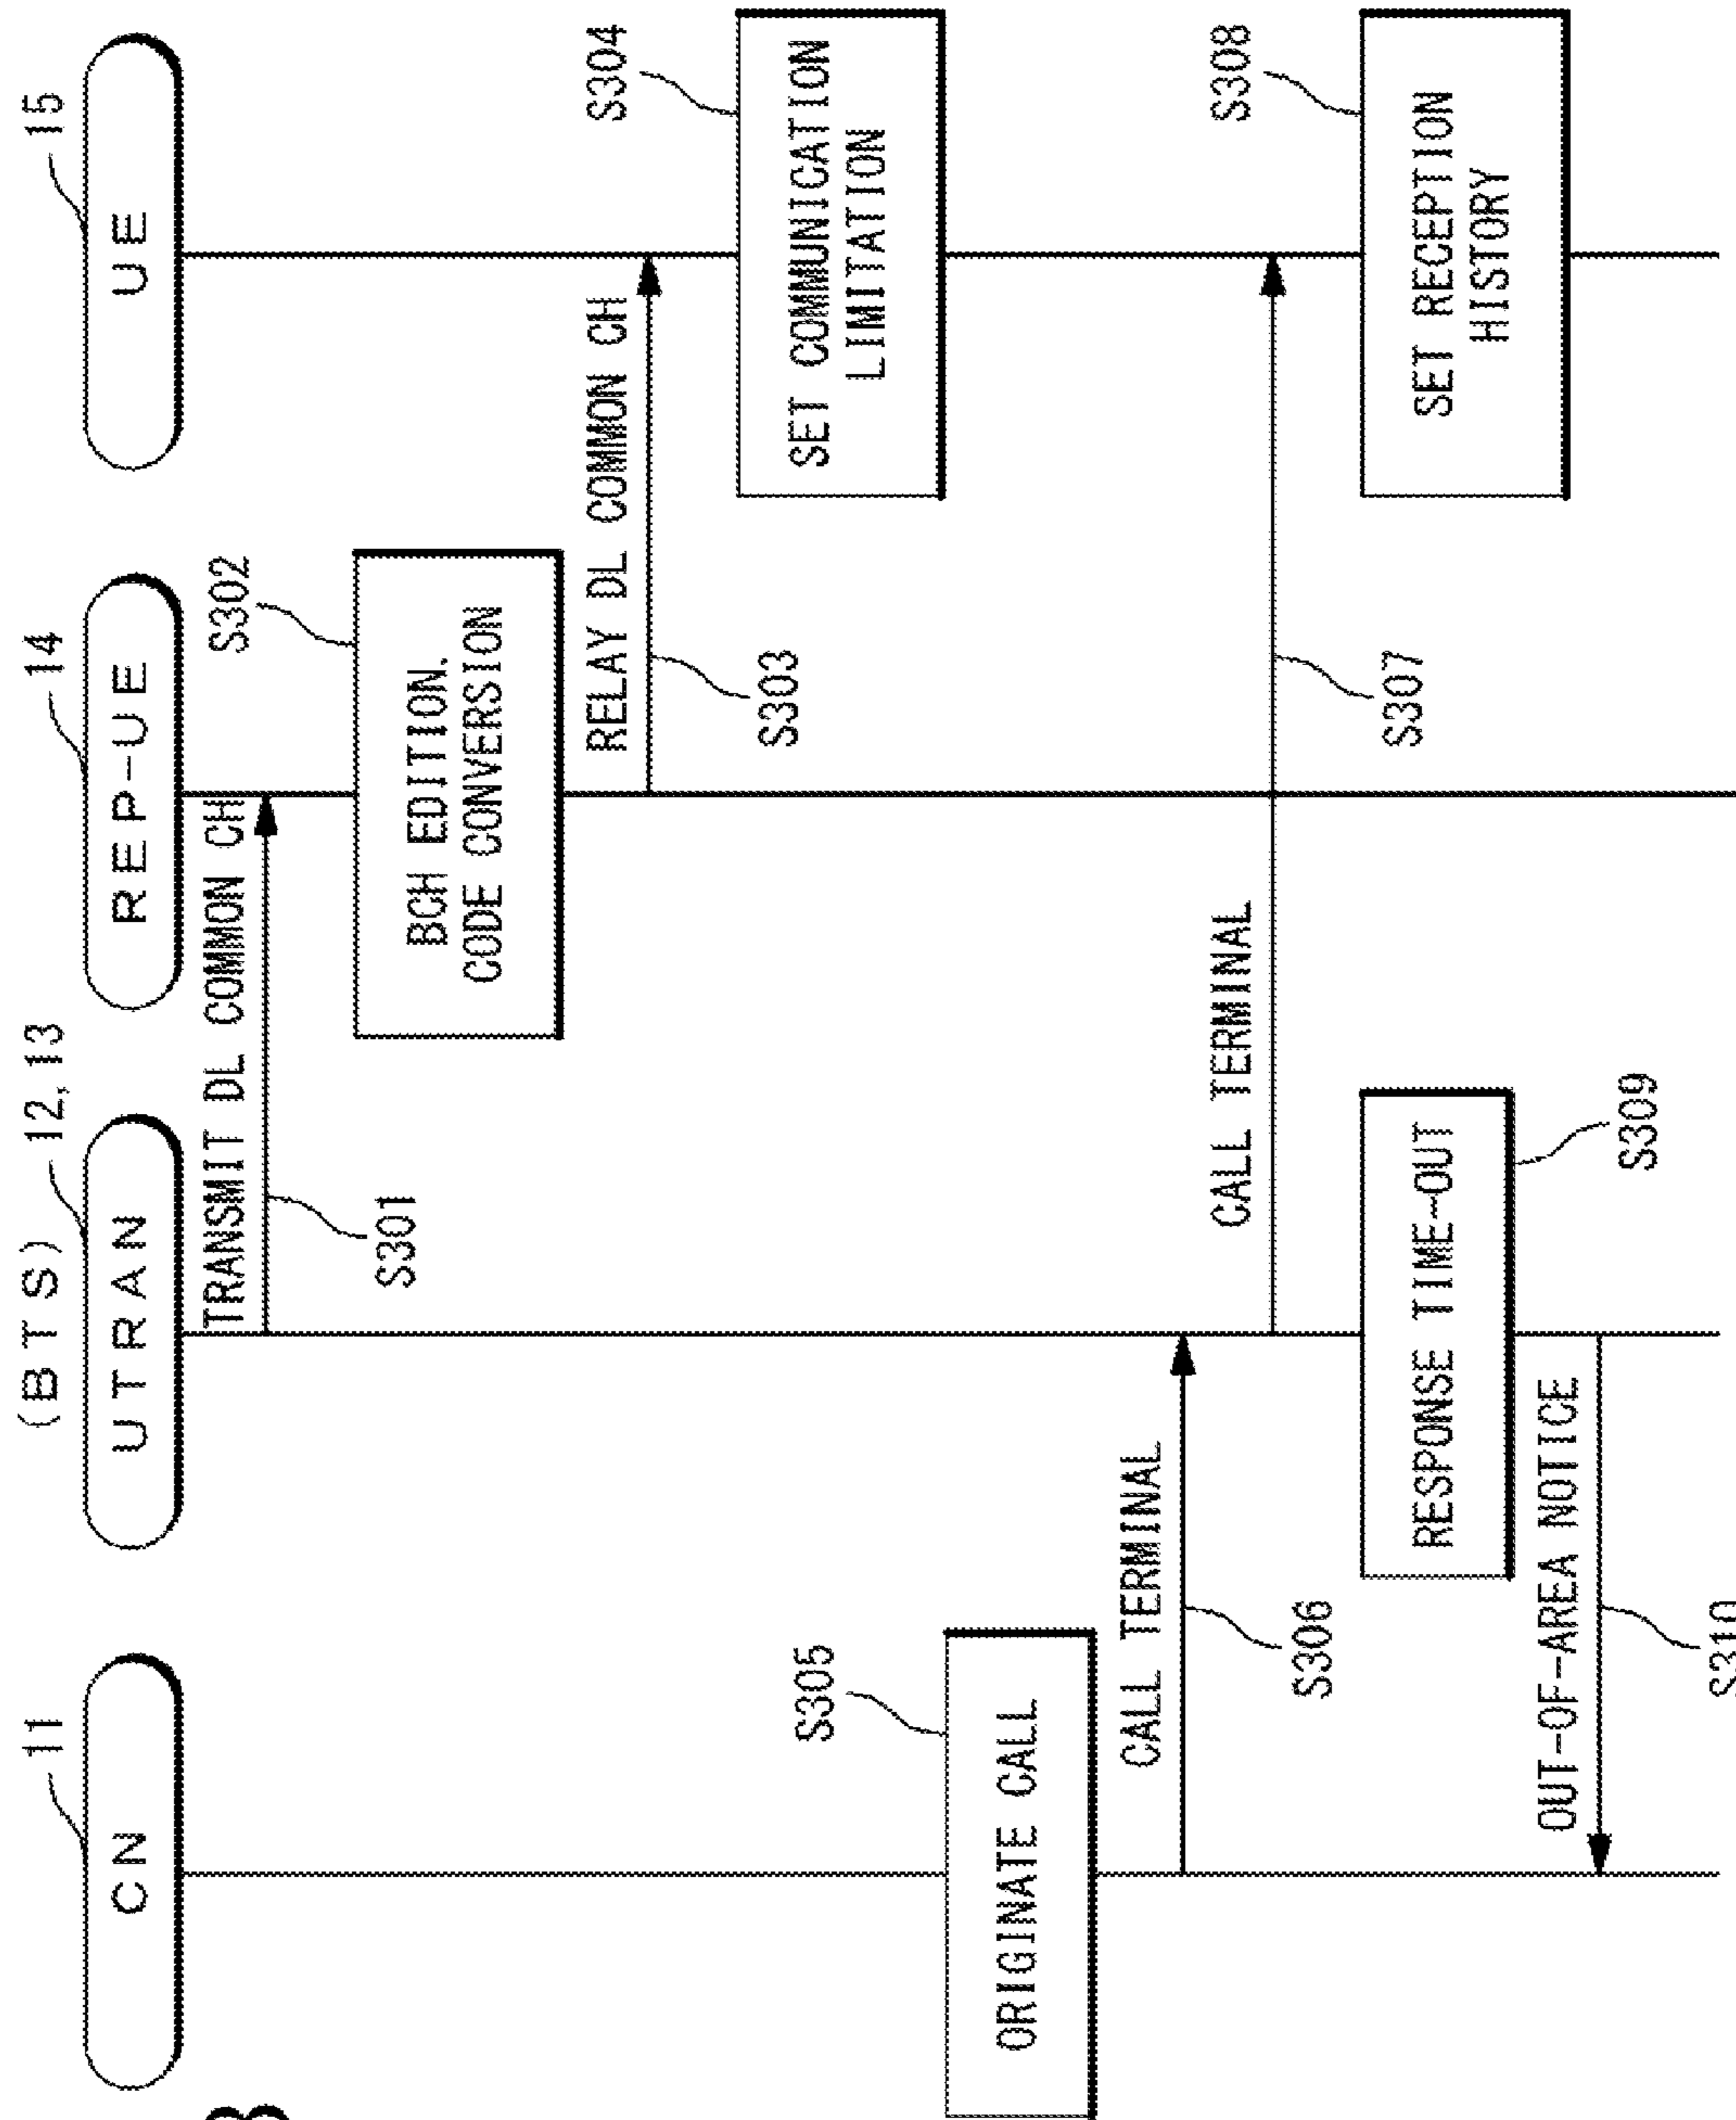 11
CN
(BTS)
12,13
UTRAN
14
REP-UE
15
UE
TRANSMIT DL COMMON CH
S301
S302
BCH EDITION.
CODE CONVERSION
RELAY DL COMMON CH
S303
S304
SET COMMUNICATION
LIMITATION
S305
ORIGINATE CALL
CALL TERMINAL
S306
CALL TERMINAL
S307
S308
SET RECEPTION
HISTORY
RESPONSE TIME-OUT
S309
OUT-OF-AREA NOTICE
S310